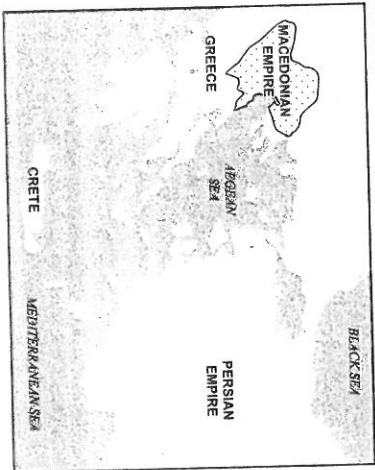 BLACK SEA
MACEDONIAN
EMPIRE
GREECE
AEGEAN
SEA
PERSIAN
EMPIRE
CRETE
MEDITERRANEAN SEA